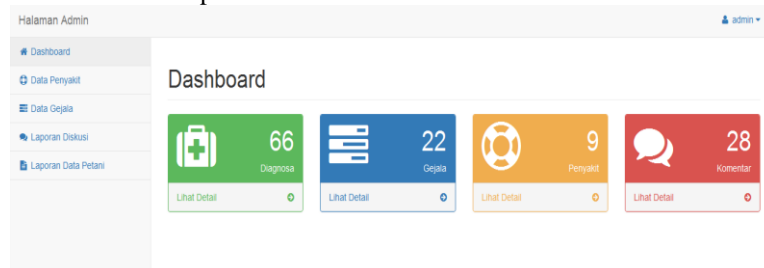 Halaman Admin
admin
Dashboard
Data Penyakit
Data Gejala
Laporan Diskusi
Laporan Data Petani
Dashboard
66
Diagnosa
Lihat Detail
22
Gejala
Lihat Detail
9
Penyakit
Lihat Detail
28
Komentar
Lihat Detail